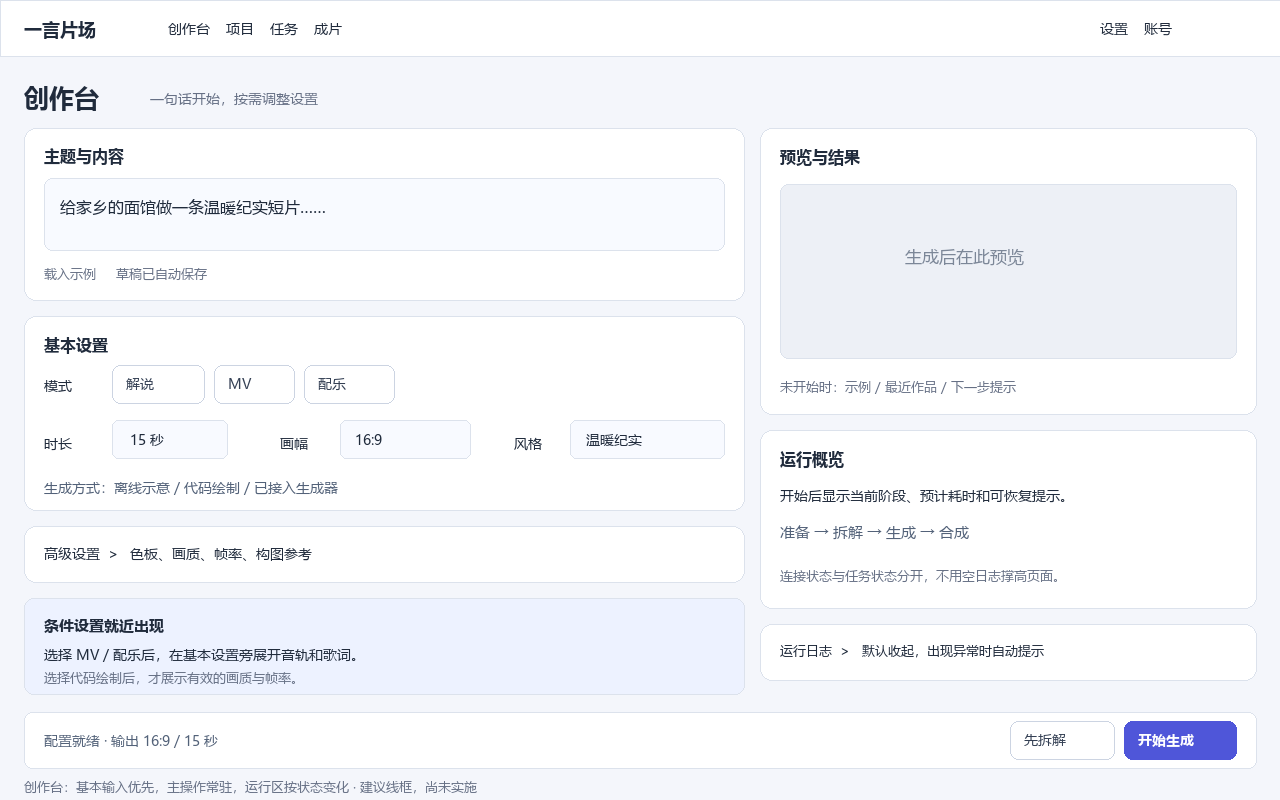 一言片场
创作台 项目 任务 成片
设置 账号
创作台
一句话开始，按需调整设置
主题与内容
给家乡的面馆做一条温暖纪实短片……
载入示例 草稿已自动保存
基本设置
模式 解说 MV 配乐
时长 15 秒 画幅 16:9 风格 温暖纪实
生成方式：离线示意 / 代码绘制 / 已接入生成器
高级设置 > 色板、画质、帧率、构图参考
条件设置就近出现
选择 MV / 配乐后，在基本设置旁展开音轨和歌词。
选择代码绘制后，才展示有效的画质与帧率。
预览与结果
生成后在此预览
未开始时：示例 / 最近作品 / 下一步提示
运行概览
开始后显示当前阶段、预计耗时和可恢复提示。
准备 → 拆解 → 生成 → 合成
连接状态与任务状态分开，不用空日志撑高页面。
运行日志 > 默认收起，出现异常时自动提示
配置就绪 · 输出 16:9 / 15 秒
先拆解 开始生成
创作台：基本输入优先，主操作常驻，运行区按状态变化 · 建议线框，尚未实施